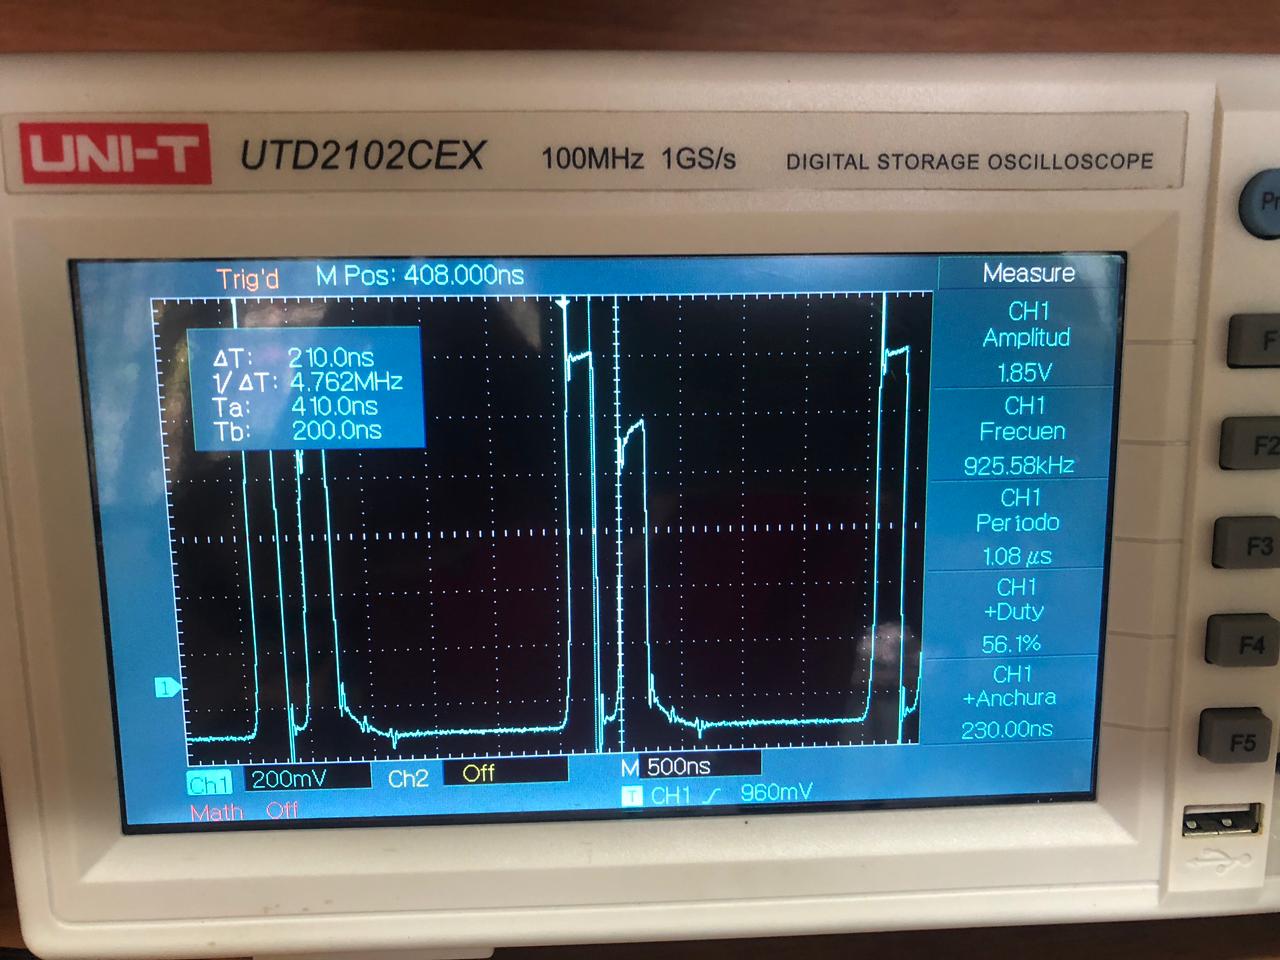 UNI-T UTD2102CEX 100MHz 1GS/s DIGITAL STORAGE OSCILLOSCOPE
Trig'd M Pos: 408.000ns
Measure
CH1
Amplitud
1.85V
CH1
Frecuen
925.58kHz
CH1
Periodo
1.08 µs
CH1
+Duty
56.1%
CH1
+Anchura
230.00ns
ΔT: 210.0ns
1/ΔT: 4.762MHz
Ta: 410.0ns
Tb: 200.0ns
1
Ch1 200mV Ch2 Off M 500ns
Math Off T CH1 960mV
F2
F3
F4
F5